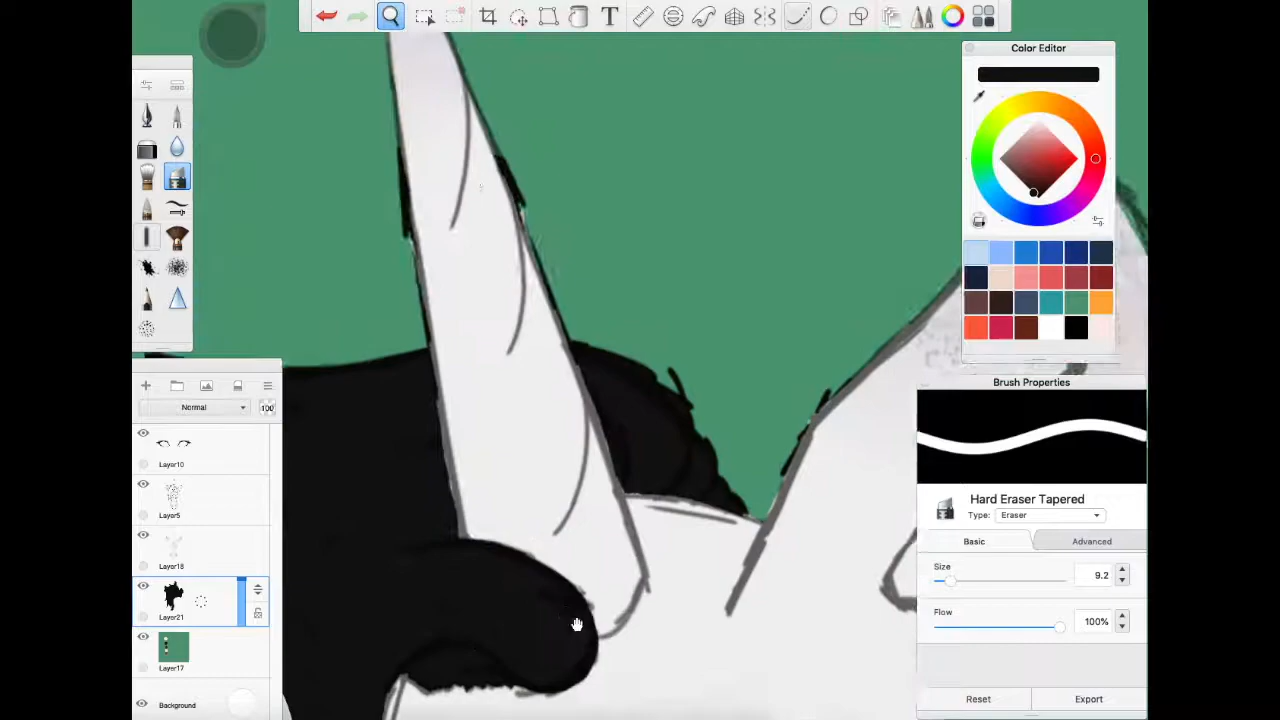 T
Color Editor
Normal
100
Layer10
Layer5
Layer18
Layer21
Layer17
Background
Brush Properties
Hard Eraser Tapered
Type: Eraser
Basic
Advanced
Size
9.2
Flow
100%
Reset
Export